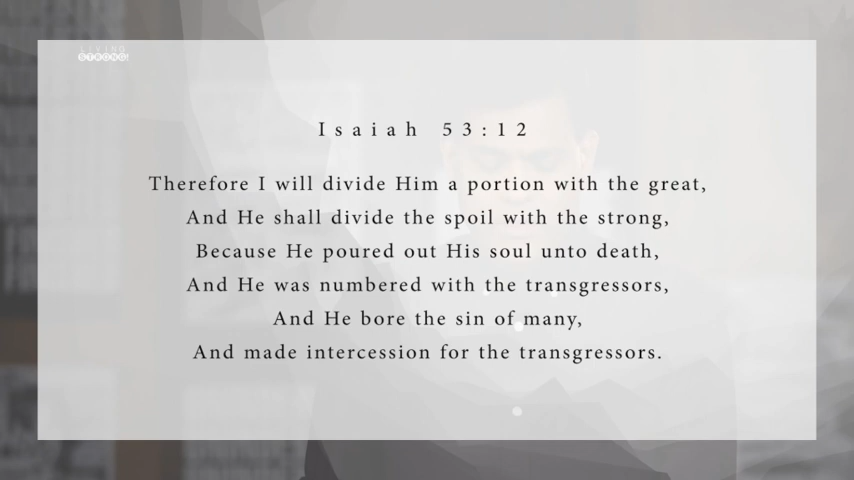 LIVING
STRONG!
Isaiah 53:12
Therefore I will divide Him a portion with the great,
And He shall divide the spoil with the strong,
Because He poured out His soul unto death,
And He was numbered with the transgressors,
And He bore the sin of many,
And made intercession for the transgressors.